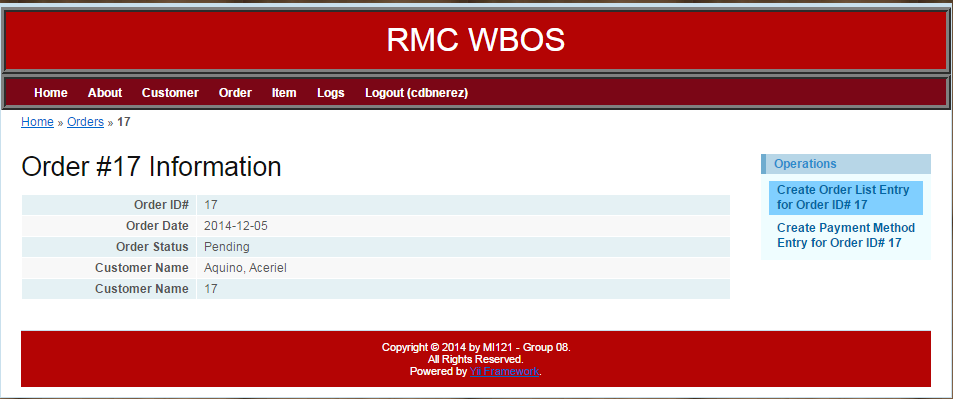 RMC WBOS
Home About Customer Order Item Logs Logout (cdbnerez)
Home » Orders » 17
Order #17 Information
Order ID# 17
Order Date 2014-12-05
Order Status Pending
Customer Name Aquino, Aceriel
Customer Name 17
Operations
Create Order List Entry
for Order ID# 17
Create Payment Method
Entry for Order ID# 17
Copyright © 2014 by MI121 - Group 08.
All Rights Reserved.
Powered by Yii Framework.